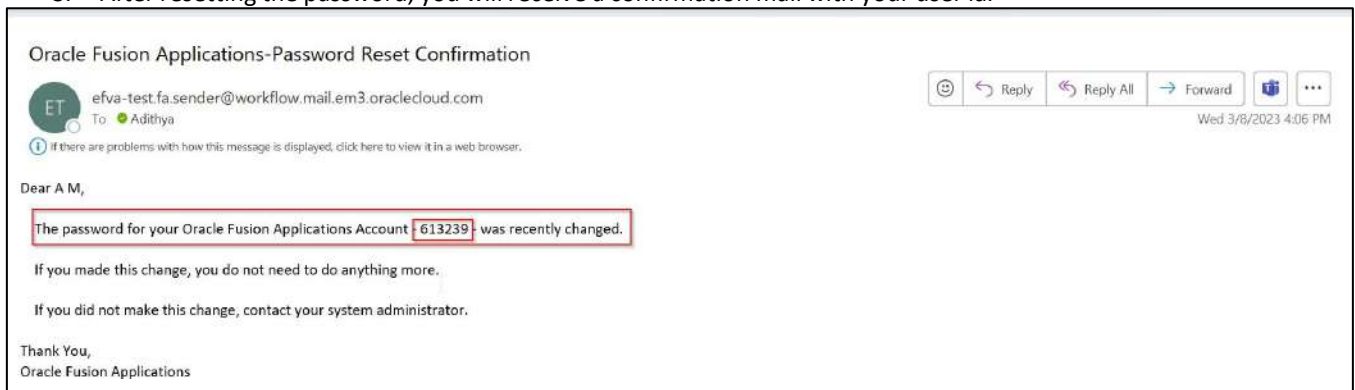 After resetting the password, you will receive a confirmation mail with your user id.
Oracle Fusion Applications-Password Reset Confirmation
ET
efva-test.fa.sender@workflow.mail.em3.oraclecloud.com
To Adithya
Reply
Reply All
Forward
Wed 3/8/2023 4:06 PM
If there are problems with how this message is displayed, click here to view it in a web browser.
Dear A M,
The password for your Oracle Fusion Applications Account - 613239 - was recently changed.
If you made this change, you do not need to do anything more.
If you did not make this change, contact your system administrator.
Thank You,
Oracle Fusion Applications